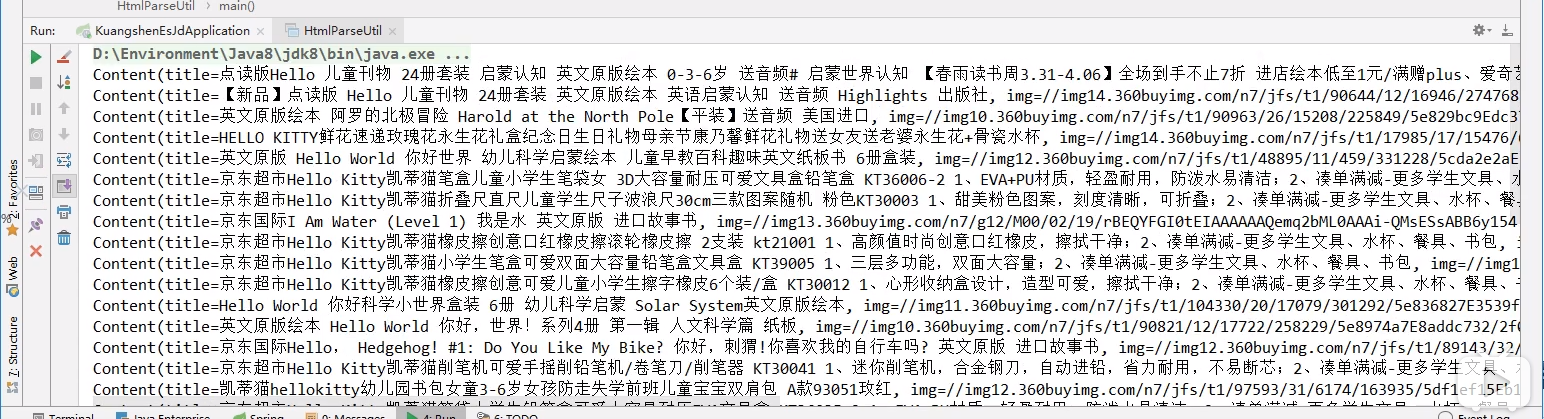 HtmlParseUtil › main()
Run: KuangshenEsJdApplication × HtmlParseUtil ×
D:\Environment\Java8\jdk8\bin\java.exe ...
Content(title=点读版Hello 儿童刊物 24册套装 启蒙认知 英文原版绘本 0-3-6岁 送音频# 启蒙世界认知 【春雨读书周3.31-4.06】全场到手不止7折 进店绘本低至1元/满赠plus、爱奇艺
Content(title=【新品】点读版 Hello 儿童刊物 24册套装 英文原版绘本 英语启蒙认知 送音频 Highlights 出版社, img=//img14.360buyimg.com/n7/jfs/t1/90644/12/16946/274768
Content(title=英文原版绘本 阿罗的北极冒险 Harold at the North Pole【平装】送音频 美国进口, img=//img10.360buyimg.com/n7/jfs/t1/90963/26/15208/225849/5e829bc9Edc3
Content(title=HELLO KITTY鲜花速递玫瑰花永生花礼盒纪念日生日礼物母亲节康乃馨鲜花礼物送女友送老婆永生花+骨瓷水杯, img=//img14.360buyimg.com/n7/jfs/t1/17985/17/15476/
Content(title=英文原版 Hello World 你好世界 幼儿科学启蒙绘本 儿童早教百科趣味英文纸板书 6册盒装, img=//img12.360buyimg.com/n7/jfs/t1/48895/11/459/331228/5cda2e2aE
Content(title=京东超市Hello Kitty凯蒂猫笔盒儿童小学生笔袋女 3D大容量耐压可爱文具盒铅笔盒 KT36006-2 1、EVA+PU材质，轻盈耐用，防泼水易清洁；2、凑单满减-更多学生文具、水
Content(title=京东超市Hello Kitty凯蒂猫折叠尺直尺儿童学生尺子波浪尺30cm三款图案随机 粉色KT30003 1、甜美粉色图案，刻度清晰，可折叠；2、凑单满减-更多学生文具、水杯、餐
Content(title=京东国际I Am Water (Level 1) 我是水 英文原版 进口故事书, img=//img13.360buyimg.com/n7/g12/M00/02/19/rBEQYFGI0tEIAAAAAAQemq2bML0AAAi-QMsESsABB6y154
Content(title=京东超市Hello Kitty凯蒂猫橡皮擦创意口红橡皮擦滚轮橡皮擦 2支装 kt21001 1、高颜值时尚创意口红橡皮，擦拭干净；2、凑单满减-更多学生文具、水杯、餐具、书包,
Content(title=京东超市Hello Kitty凯蒂猫小学生笔盒可爱双面大容量铅笔盒文具盒 KT39005 1、三层多功能，双面大容量；2、凑单满减-更多学生文具、水杯、餐具、书包, img=//img1
Content(title=京东超市Hello Kitty凯蒂猫橡皮擦创意可爱儿童小学生擦字橡皮6个装/盒 KT30012 1、心形收纳盒设计，造型可爱，擦拭干净；2、凑单满减-更多学生文具、水杯、餐具、
Content(title=Hello World 你好科学小世界盒装 6册 幼儿科学启蒙 Solar System英文原版绘本, img=//img11.360buyimg.com/n7/jfs/t1/104330/20/17079/301292/5e836827E3539f
Content(title=英文原版绘本 Hello World 你好，世界！系列4册 第一辑 人文科学篇 纸板, img=//img10.360buyimg.com/n7/jfs/t1/90821/12/17722/258229/5e8974a7E8addc732/2f
Content(title=京东国际Hello， Hedgehog! #1: Do You Like My Bike? 你好，刺猬!你喜欢我的自行车吗? 英文原版 进口故事书, img=//img12.360buyimg.com/n7/jfs/t1/89143/32/
Content(title=京东超市Hello Kitty凯蒂猫削笔机可爱手摇削铅笔机/卷笔刀/削笔器 KT30041 1、迷你削笔机，合金钢刀，自动进铅，省力耐用，不易断芯；2、凑单满减-更多学生文具
Content(title=凯蒂猫hellokitty幼儿园书包女童3-6岁女孩防走失学前班儿童宝宝双肩包 A款93051玫红, img=//img12.360buyimg.com/n7/jfs/t1/97593/31/6174/163935/5df1ef15Eb1
2: Favorites
Web
7: Structure
Terminal Java Enterprise Spring 0: Messages 4: Run 6: TODO Event Log